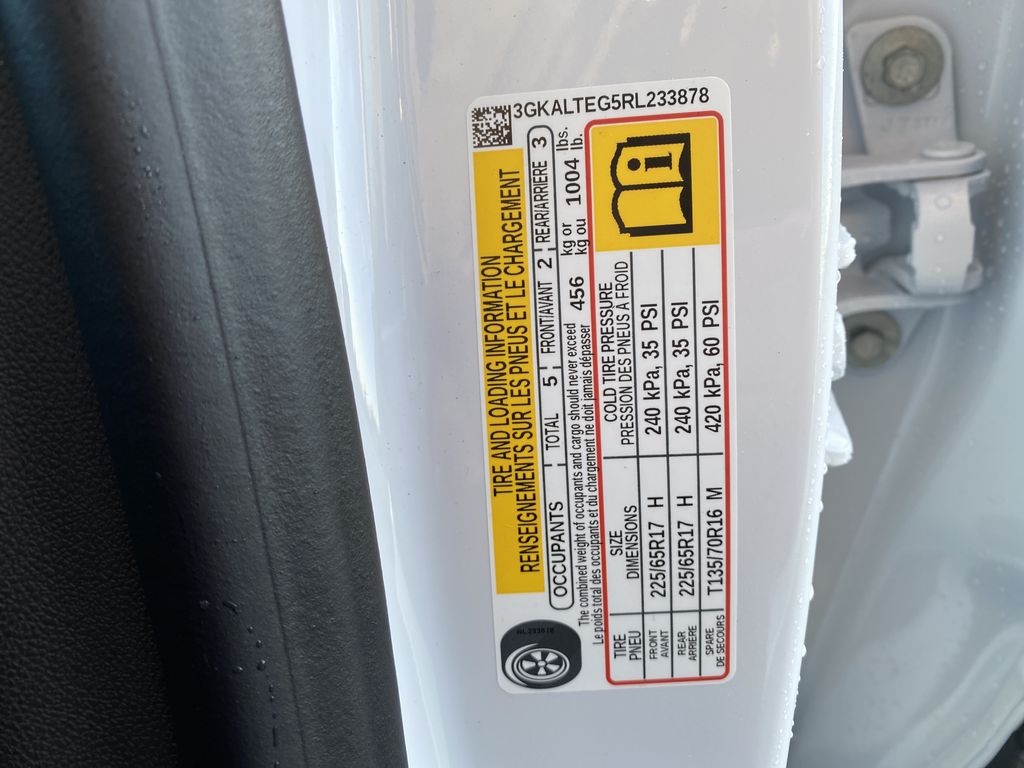 3GKALTEG5RL233878
TIRE AND LOADING INFORMATION
RENSEIGNEMENTS SUR LES PNEUS ET LE CHARGEMENT
OCCUPANTS TOTAL 5 FRONT/AVANT 2 REAR/ARRIÈRE 3
The combined weight of occupants and cargo should never exceed 456 kg or 1004 lbs.
Le poids total des occupants et du chargement ne doit jamais dépasser kg ou lb.
TIRE SIZE COLD TIRE PRESSURE
PNEU DIMENSIONS PRESSION DES PNEUS À FROID
FRONT 225/65R17 H 240 kPa, 35 PSI
AVANT
REAR 225/65R17 H 240 kPa, 35 PSI
ARRIÈRE
SPARE T135/70R16 M 420 kPa, 60 PSI
DE SECOURS
RL233878